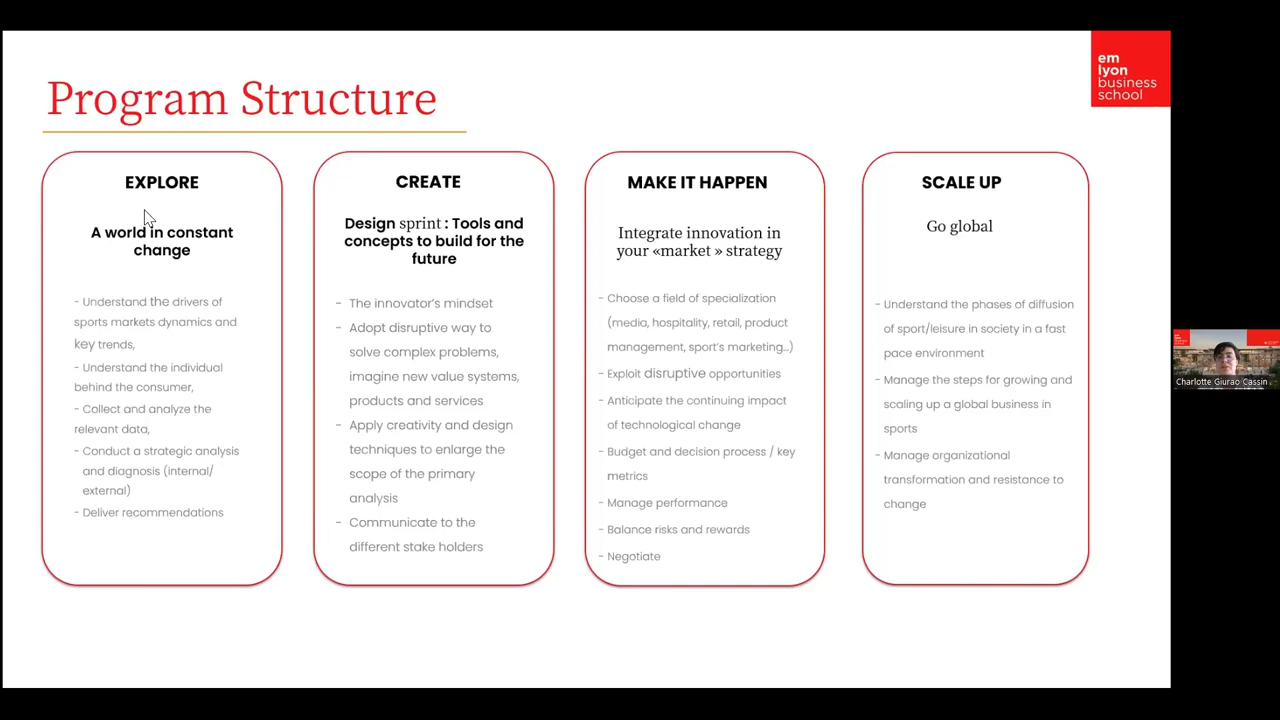 Program Structure
em
lyon
business
school
EXPLORE
A world in constant
change
- Understand the drivers of
sports markets dynamics and
key trends,
- Understand the individual
behind the consumer,
- Collect and analyze the
relevant data,
- Conduct a strategic analysis
and diagnosis (internal/
external)
- Deliver recommendations
CREATE
Design sprint : Tools and
concepts to build for the
future
- The innovator's mindset
- Adopt disruptive way to
solve complex problems,
imagine new value systems,
products and services
- Apply creativity and design
techniques to enlarge the
scope of the primary
analysis
- Communicate to the
different stake holders
MAKE IT HAPPEN
Integrate innovation in
your «market » strategy
- Choose a field of specialization
(media, hospitality, retail, product
management, sport's marketing...)
- Exploit disruptive opportunities
- Anticipate the continuing impact
of technological change
- Budget and decision process / key
metrics
- Manage performance
- Balance risks and rewards
- Negotiate
SCALE UP
Go global
- Understand the phases of diffusion
of sport/leisure in society in a fast
pace environment
- Manage the steps for growing and
scaling up a global business in
sports
- Manage organizational
transformation and resistance to
change
Charlotte Giurao Cassin